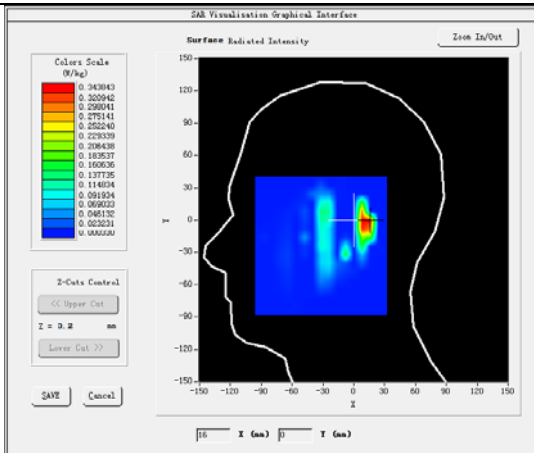 SAR Visualisation Graphical Interface
Surface Radiated Intensity
Zoom In/Out
Colors Scale
(W/kg)
0.343843
0.320942
0.298041
0.275141
0.252240
0.229339
0.206438
0.183537
0.160636
0.137735
0.114834
0.091934
0.069033
0.046132
0.023231
0.000330
150
120
90
60
30
0
-30
-60
-90
-120
-150
Y
-150 -120 -90 -60 -30 0 30 60 90 120 150
X
Z-Cuts Control
<< Upper Cut
Z = 0.2 mm
Lower Cut >>
SAVE Cancel
16 X (mm) 0 Y (mm)